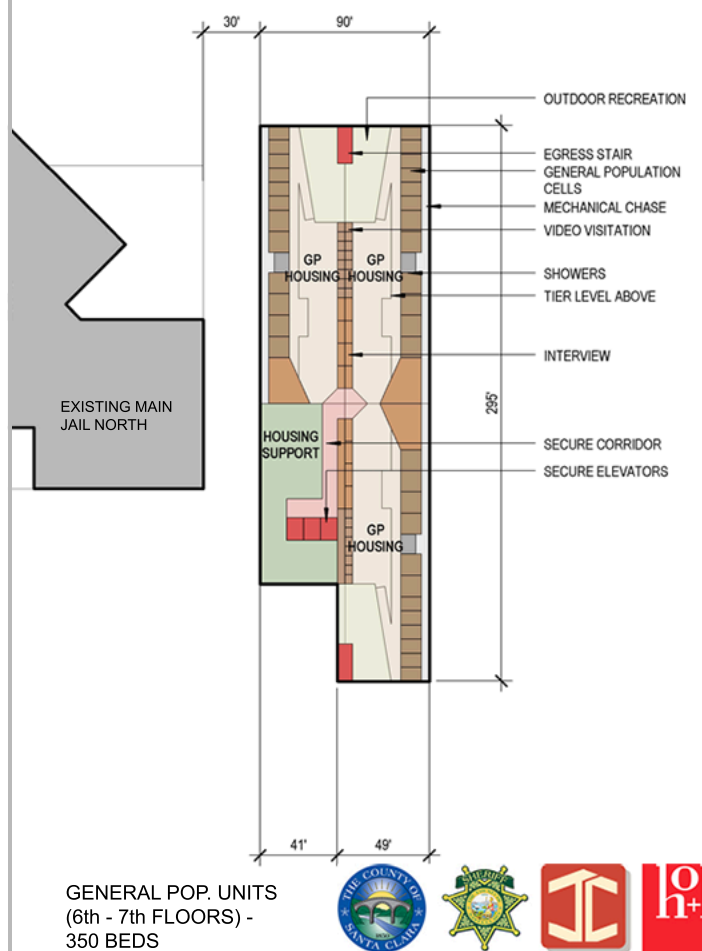 30'
90'
OUTDOOR RECREATION
EGRESS STAIR
GENERAL POPULATION
CELLS
MECHANICAL CHASE
VIDEO VISITATION
GP
HOUSING
GP
HOUSING
SHOWERS
TIER LEVEL ABOVE
INTERVIEW
295'
EXISTING MAIN
JAIL NORTH
HOUSING
SUPPORT
SECURE CORRIDOR
SECURE ELEVATORS
GP
HOUSING
41'
49'
GENERAL POP. UNITS
(6th - 7th FLOORS) -
350 BEDS
THE COUNTY OF
SANTA CLARA
SHERIFF
h+